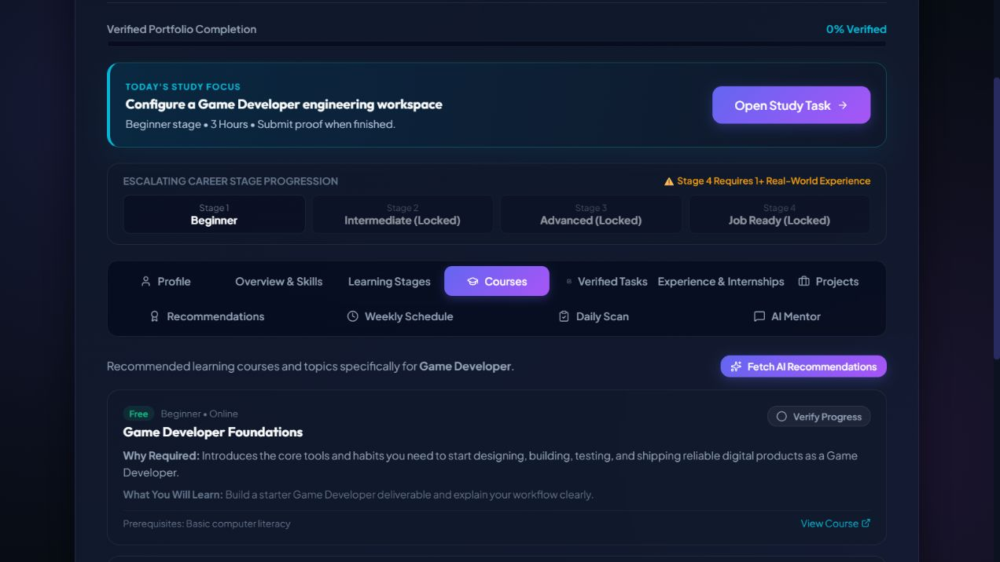 Verified Portfolio Completion
0% Verified
TODAY'S STUDY FOCUS
Configure a Game Developer engineering workspace
Beginner stage • 3 Hours • Submit proof when finished.
Open Study Task →
ESCALATING CAREER STAGE PROGRESSION
⚠ Stage 4 Requires 1+ Real-World Experience
Stage 1
Beginner
Stage 2
Intermediate (Locked)
Stage 3
Advanced (Locked)
Stage 4
Job Ready (Locked)
Profile
Overview & Skills
Learning Stages
Courses
Verified Tasks
Experience & Internships
Projects
Recommendations
Weekly Schedule
Daily Scan
AI Mentor
Recommended learning courses and topics specifically for Game Developer.
Fetch AI Recommendations
Free Beginner • Online
Verify Progress
Game Developer Foundations
Why Required: Introduces the core tools and habits you need to start designing, building, testing, and shipping reliable digital products as a Game
Developer.
What You Will Learn: Build a starter Game Developer deliverable and explain your workflow clearly.
Prerequisites: Basic computer literacy
View Course